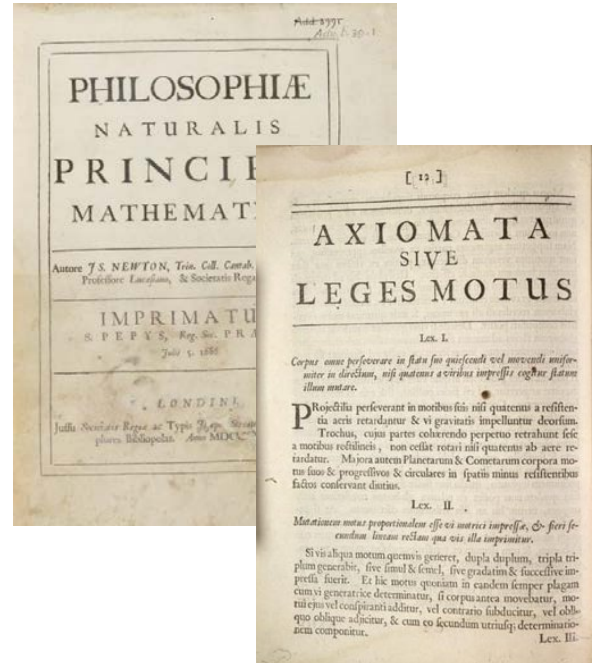 Add. 2991
PHILOSOPHIÆ
NATURALIS
PRINCI
MATHEMAT
Autore JS. NEWTON, Trin. Coll. Cantab.
Professore Lucasiano, & Societatis Rega
IMPRIMATU
S. PEPYS, Reg. Soc. PRÆ
Julii 5. 1686.
LONDINI,
Jussu Societatis Regiæ ac Typis Josephi Streater
plures Bibliopolas. Anno MDCL
[ 12 ]
AXIOMATA
SIVE
LEGES MOTUS
Lex. I.
Corpus omne perseverare in statu suo quiescendi vel movendi unifor-
miter in directum, nisi quatenus a viribus impressis cogitur statum
illum mutare.
PRojectilia perseverant in motibus suis nisi quatenus a resisten-
tia aeris retardantur & vi gravitatis impelluntur deorsum.
Trochus, cujus partes cohærendo perpetuo retrahunt sese
a motibus rectilineis, non cessat rotari nisi quatenus ab aere re-
tardatur. Majora autem Planetarum & Cometarum corpora mo-
tus suos & progressivos & circulares in spatiis minus resistentibus
factos conservant diutius.
Lex. II.
Mutationem motus proportionalem esse vi motrici impressæ, & fieri se-
cundum lineam rectam qua vis illa imprimitur.
Si vis aliqua motum quemvis generet, dupla duplum, tripla tri-
plum generabit, sive simul & semel, sive gradatim & successive im-
pressa fuerit. Et hic motus quoniam in eandem semper plagam
cum vi generatrice determinatur, si corpus antea movebatur, mo-
tui ejus vel conspiranti additur, vel contrario subducitur, vel obli-
quo oblique adjicitur, & cum eo secundum utriusq; determinatio-
nem componitur.
Lex. III.